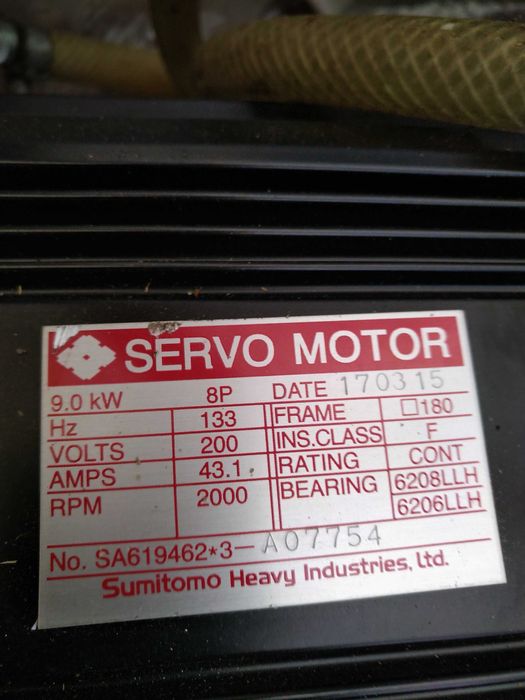 SERVO MOTOR
9.0 kW 8P DATE 170315
Hz 133 FRAME □180
VOLTS 200 INS.CLASS F
AMPS 43.1 RATING CONT
RPM 2000 BEARING 6208LLH
6206LLH
No. SA619462*3-A07754
Sumitomo Heavy Industries, Ltd.